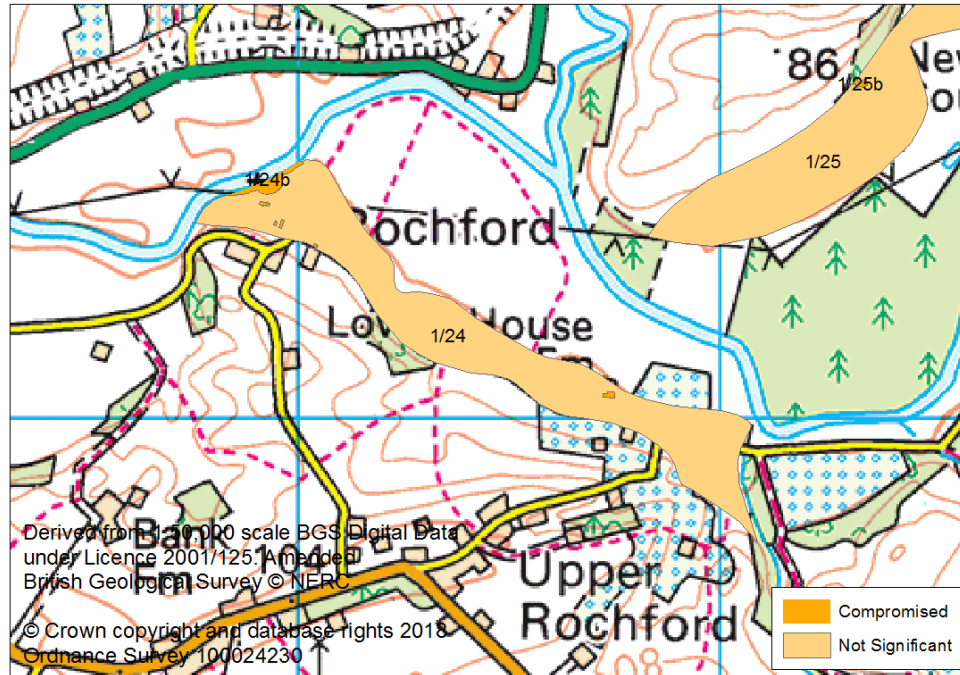 86
1/25b
1/25
1/24b
Rochford
1/24
House
Fm
Derived from 1:50,000 scale BGS Digital Data
under Licence 2001/125. Amended
British Geological Survey © NERC
Upper
Rochford
© Crown copyright and database rights 2018
Ordnance Survey 100024230
Compromised
Not Significant